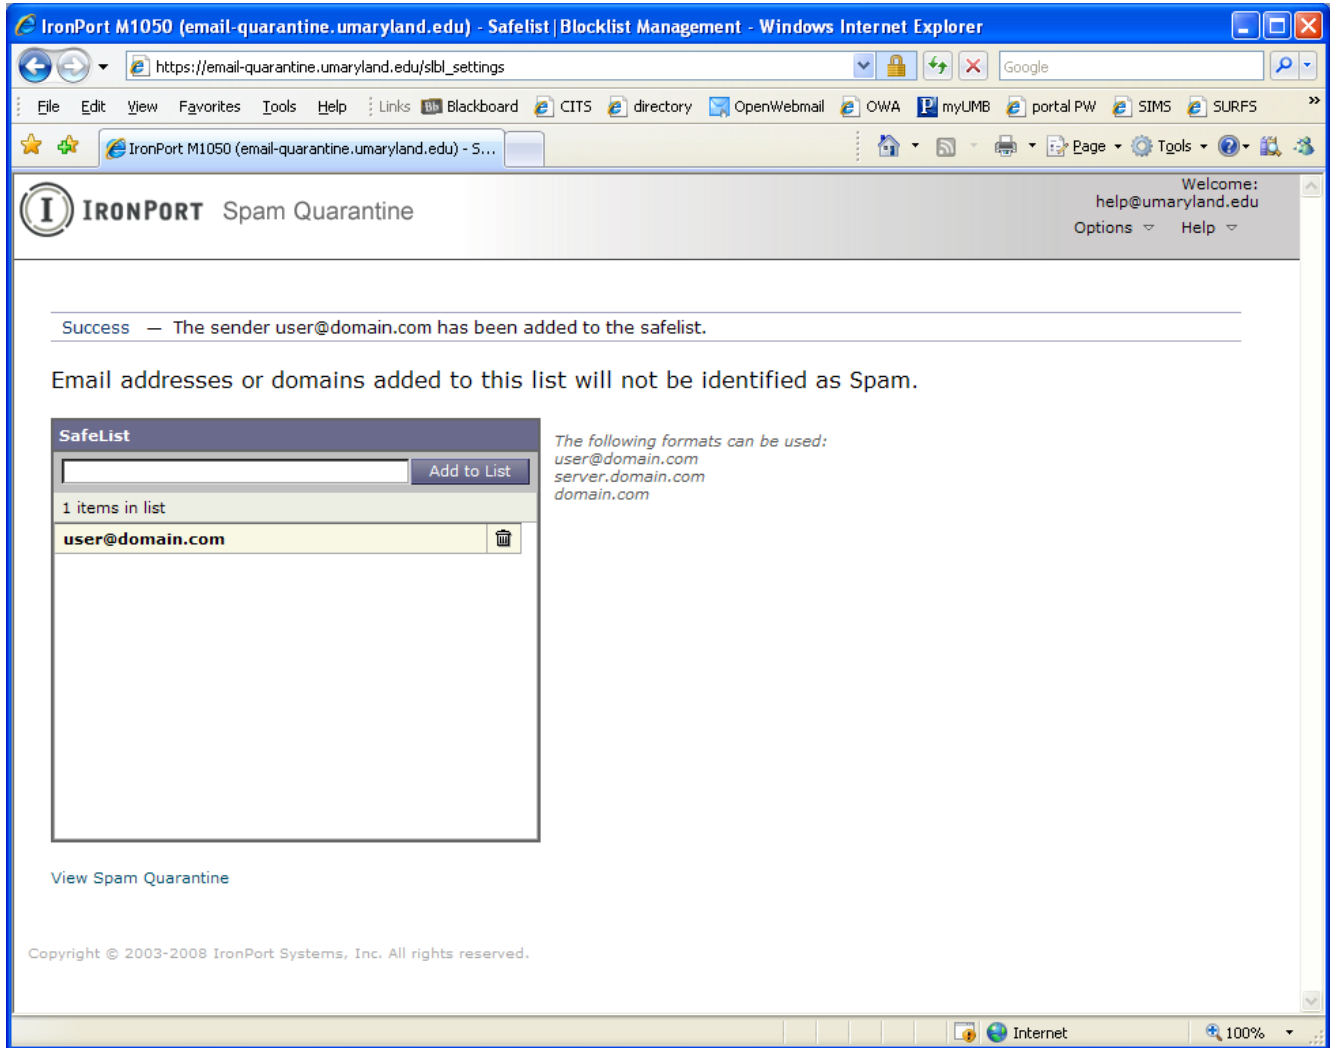 IronPort M1050 (email-quarantine.umaryland.edu) - Safelist|Blocklist Management - Windows Internet Explorer
https://email-quarantine.umaryland.edu/slbl_settings
Google
File Edit View Favorites Tools Help Links Bb Blackboard CITS directory OpenWebmail OWA P myUMB portal PW SIMS SURFS »
IronPort M1050 (email-quarantine.umaryland.edu) - S...
Page Tools
I IRONPORT Spam Quarantine
Welcome:
help@umaryland.edu
Options Help
Success — The sender user@domain.com has been added to the safelist.
Email addresses or domains added to this list will not be identified as Spam.
SafeList
Add to List
1 items in list
user@domain.com
The following formats can be used:
user@domain.com
server.domain.com
domain.com
View Spam Quarantine
Copyright © 2003-2008 IronPort Systems, Inc. All rights reserved.
Internet
100%